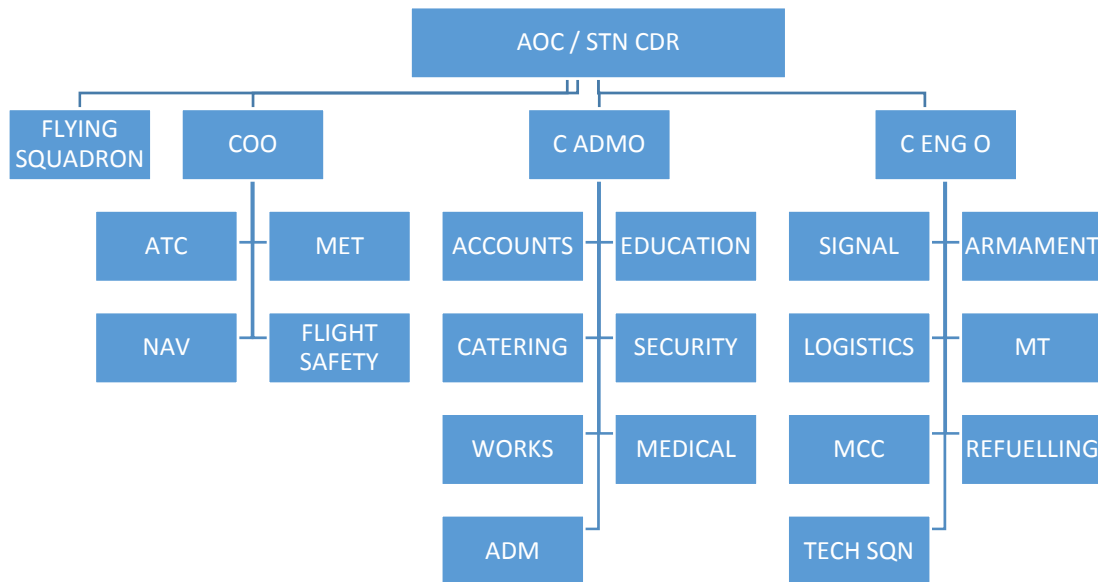 AOC / STN CDR
FLYING
SQUADRON
COO
C ADMO
C ENG O
ATC
MET
ACCOUNTS
EDUCATION
SIGNAL
ARMAMENT
NAV
FLIGHT
SAFETY
CATERING
SECURITY
LOGISTICS
MT
WORKS
MEDICAL
MCC
REFUELLING
ADM
TECH SQN